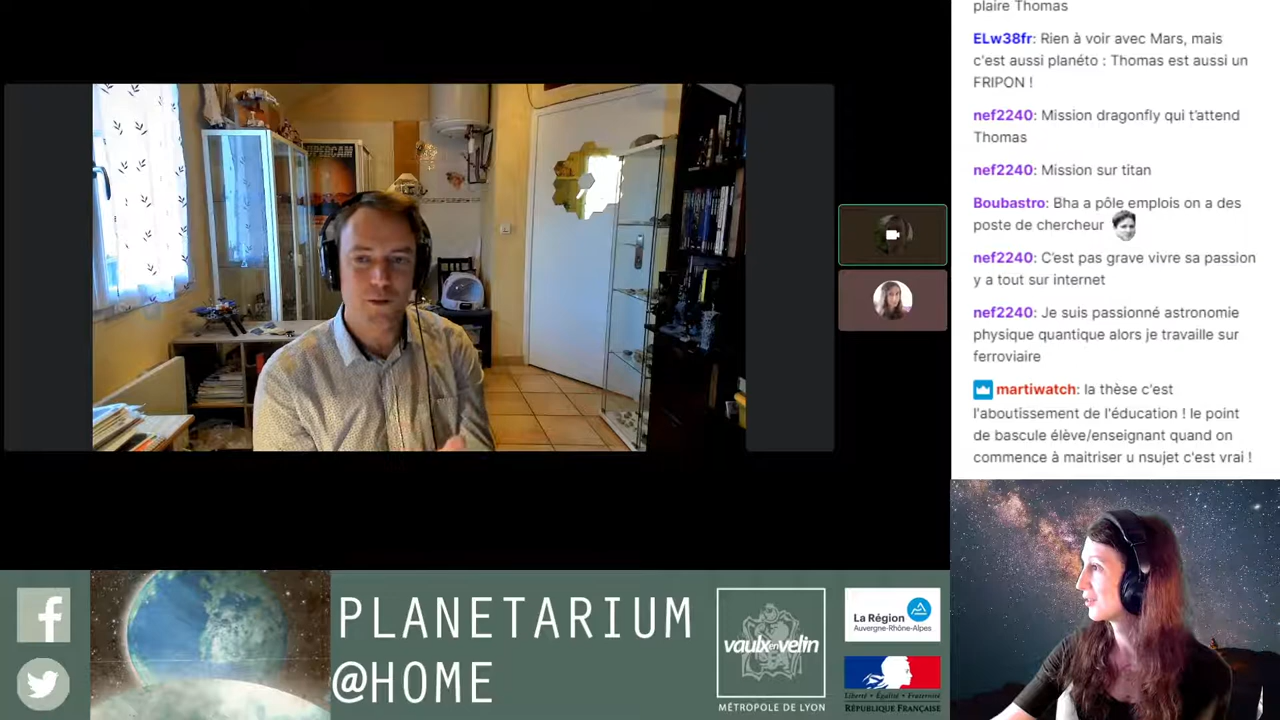 plaire Thomas
ELw38fr: Rien à voir avec Mars, mais
c'est aussi planéto : Thomas est aussi un
FRIPON !
nef2240: Mission dragonfly qui t'attend
Thomas
nef2240: Mission sur titan
Boubastro: Bha a pôle emplois on a des
poste de chercheur
nef2240: C'est pas grave vivre sa passion
y a tout sur internet
nef2240: Je suis passionné astronomie
physique quantique alors je travaille sur
ferroviaire
martiwatch: la thèse c'est
l'aboutissement de l'éducation ! le point
de bascule élève/enseignant quand on
commence à maitriser u nsujet c'est vrai !
SUPERCAM
PLANETARIUM
@HOME
vaulx en velin
MÉTROPOLE DE LYON
La Région
Auvergne-Rhône-Alpes
Liberté • Égalité • Fraternité
RÉPUBLIQUE FRANÇAISE